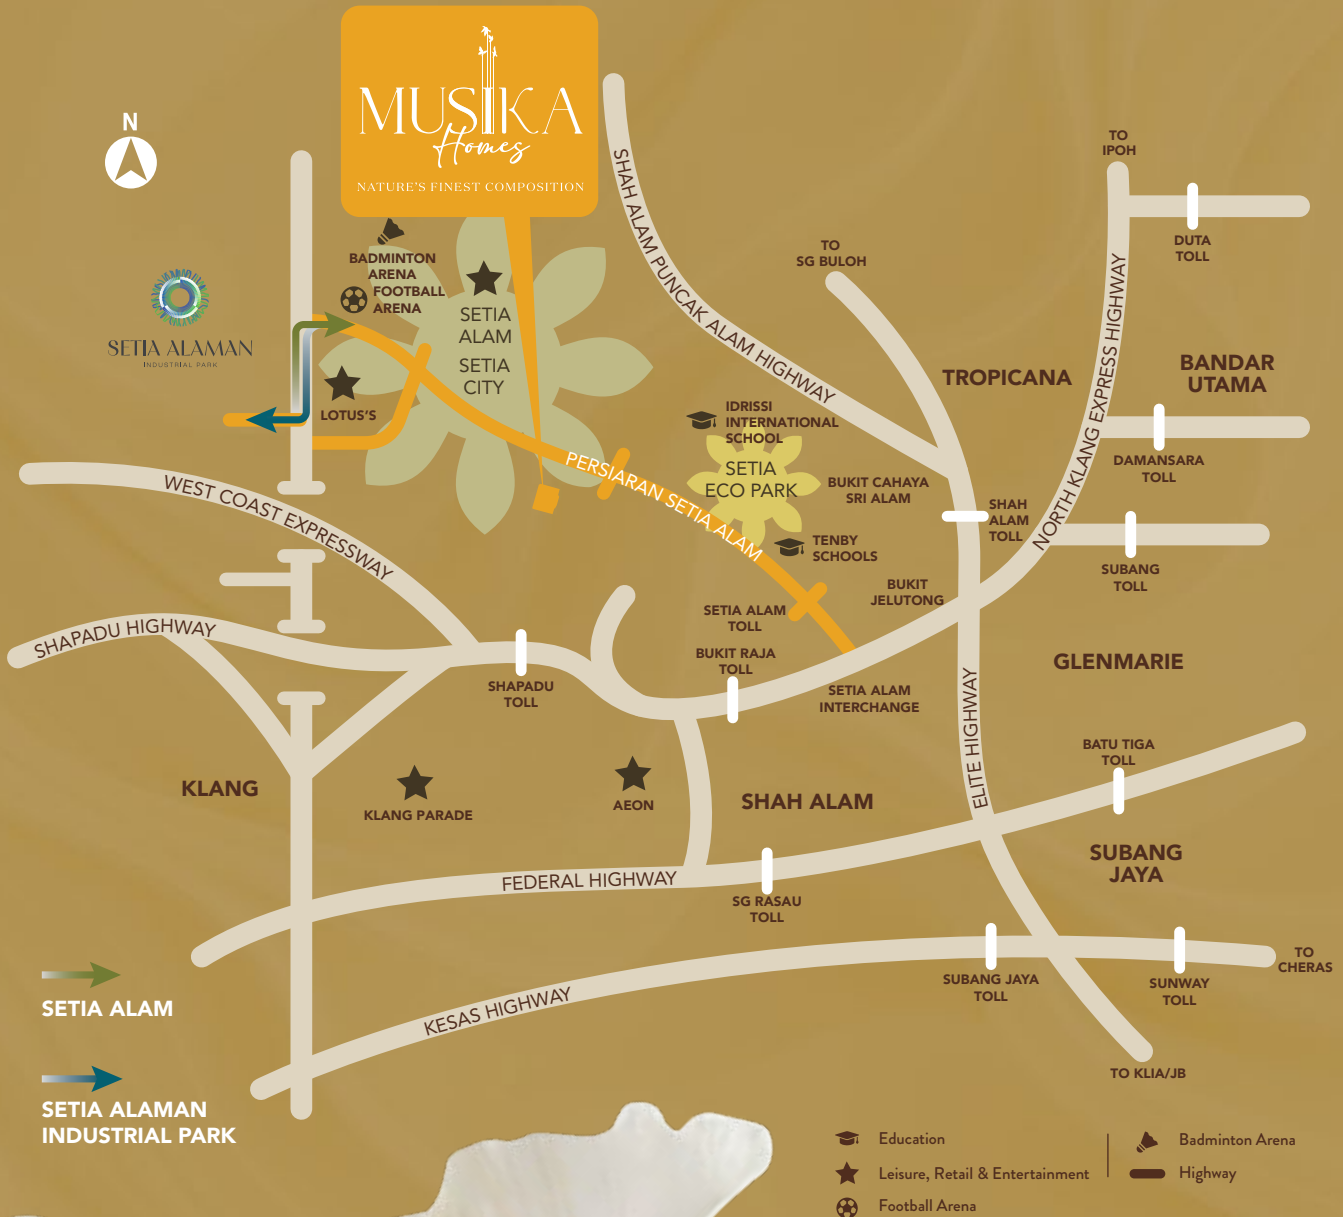 MUSIKA
Homes
NATURE'S FINEST COMPOSITION
N
SETIA ALAMAN
INDUSTRIAL PARK
BADMINTON
ARENA
FOOTBALL
ARENA
SETIA
ALAM
SETIA
CITY
LOTUS'S
SHAH ALAM PUNCAK ALAM HIGHWAY
TO
SG BULOH
TO
IPOH
DUTA
TOLL
NORTH KLANG EXPRESS HIGHWAY
TROPICANA
BANDAR
UTAMA
IDRISSI
INTERNATIONAL
SCHOOL
SETIA
ECO PARK
BUKIT CAHAYA
SRI ALAM
DAMANSARA
TOLL
SHAH
ALAM
TOLL
PERSIARAN SETIA ALAM
WEST COAST EXPRESSWAY
TENBY
SCHOOLS
SUBANG
TOLL
BUKIT
JELUTONG
SETIA ALAM
TOLL
SHAPADU HIGHWAY
BUKIT RAJA
TOLL
GLENMARIE
SHAPADU
TOLL
SETIA ALAM
INTERCHANGE
ELITE HIGHWAY
BATU TIGA
TOLL
KLANG
KLANG PARADE
AEON
SHAH ALAM
SUBANG
JAYA
FEDERAL HIGHWAY
SG RASAU
TOLL
KESAS HIGHWAY
SUBANG JAYA
TOLL
SUNWAY
TOLL
TO
CHERAS
TO KLIA/JB
SETIA ALAM
SETIA ALAMAN
INDUSTRIAL PARK
Education
Leisure, Retail & Entertainment
Football Arena
Badminton Arena
Highway